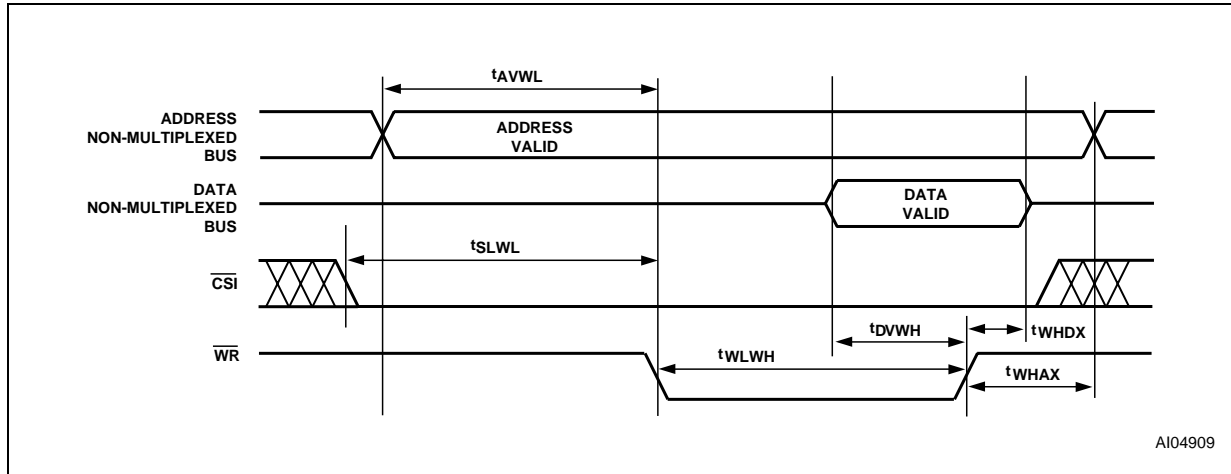 tAVWL
ADDRESS
NON-MULTIPLEXED
BUS
ADDRESS
VALID
DATA
NON-MULTIPLEXED
BUS
DATA
VALID
tSLWL
CSI
tDVWH
tWHDX
WR
tWLWH
tWHAX
AI04909